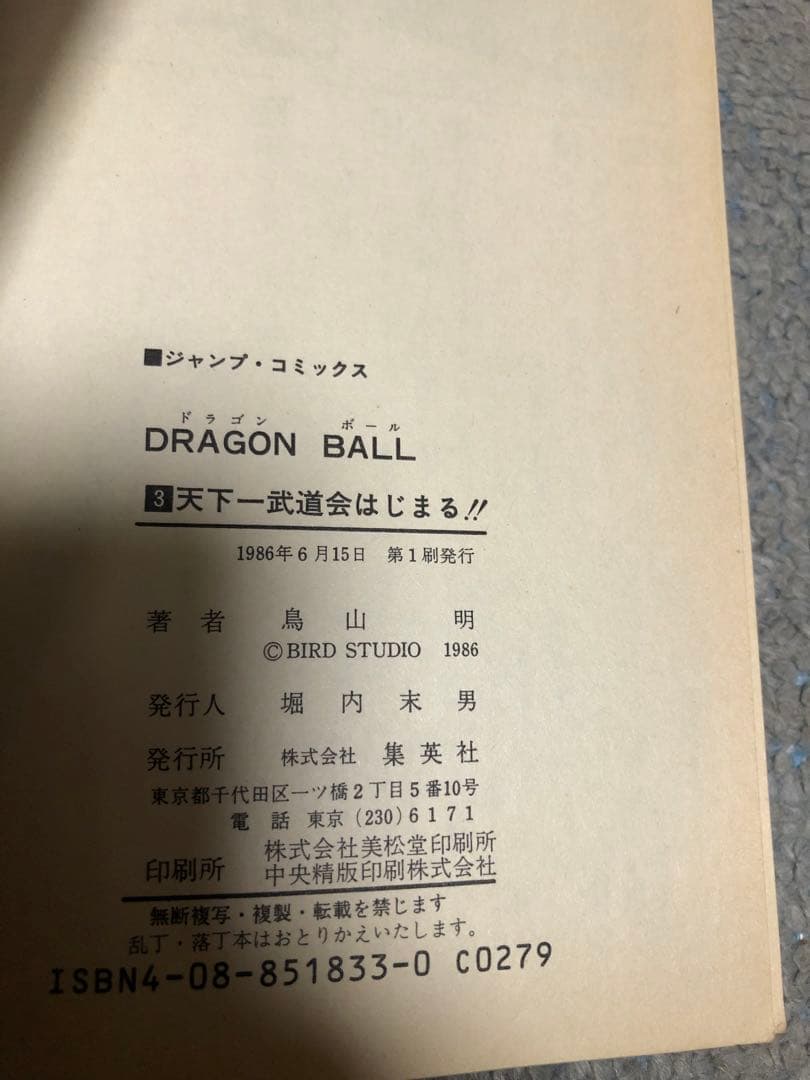 ■ジャンプ・コミックス
ドラゴン ボール
DRAGON BALL
3天下一武道会はじまる!!
1986年6月15日 第1刷発行
著者 鳥山 明
©BIRD STUDIO 1986
発行人 堀内末男
発行所 株式会社 集英社
東京都千代田区一ツ橋2丁目5番10号
電話 東京(230)6171
印刷所 株式会社美松堂印刷所
中央精版印刷株式会社
無断複写・複製・転載を禁じます
乱丁・落丁本はおとりかえいたします。
ISBN4-08-851833-0 C0279